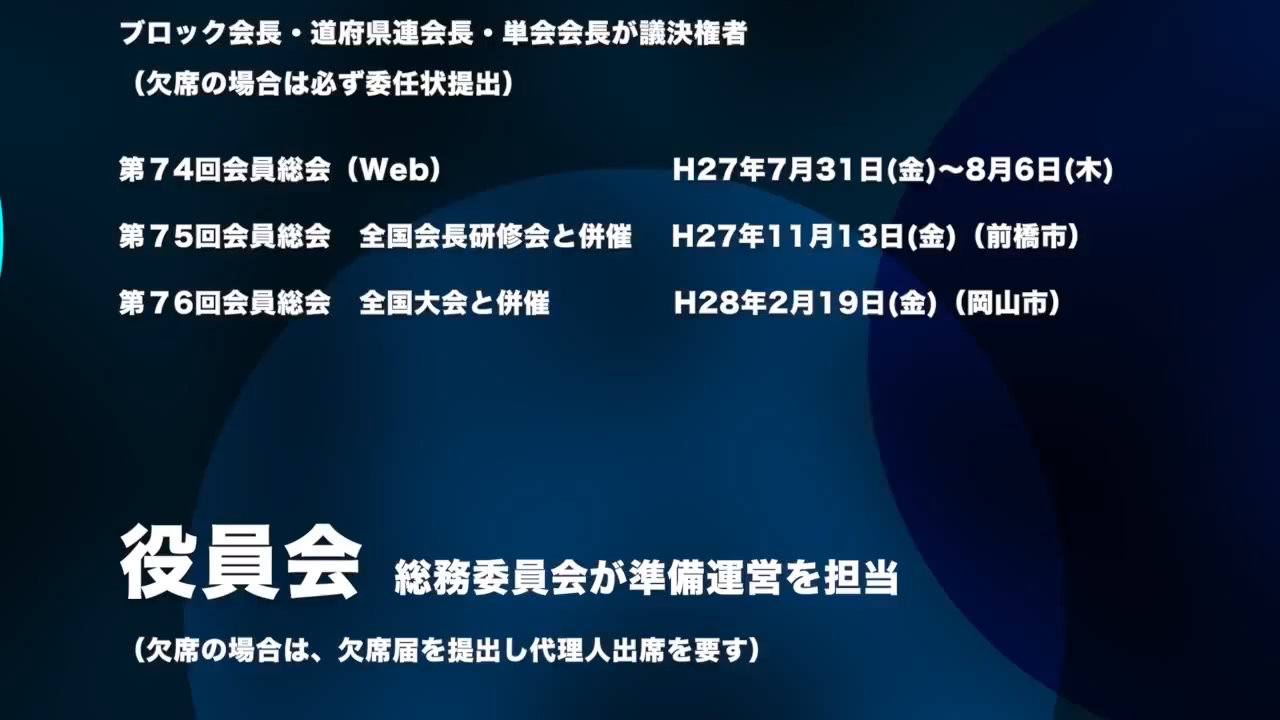 ブロック会長・道府県連会長・単会会長が議決権者
（欠席の場合は必ず委任状提出）
第７4回会員総会（Web） H27年7月31日(金)〜8月6日(木)
第７5回会員総会　全国会長研修会と併催 H27年11月13日(金)（前橋市）
第７6回会員総会　全国大会と併催 H28年2月19日(金)（岡山市）
役員会 総務委員会が準備運営を担当
（欠席の場合は、欠席届を提出し代理人出席を要す）